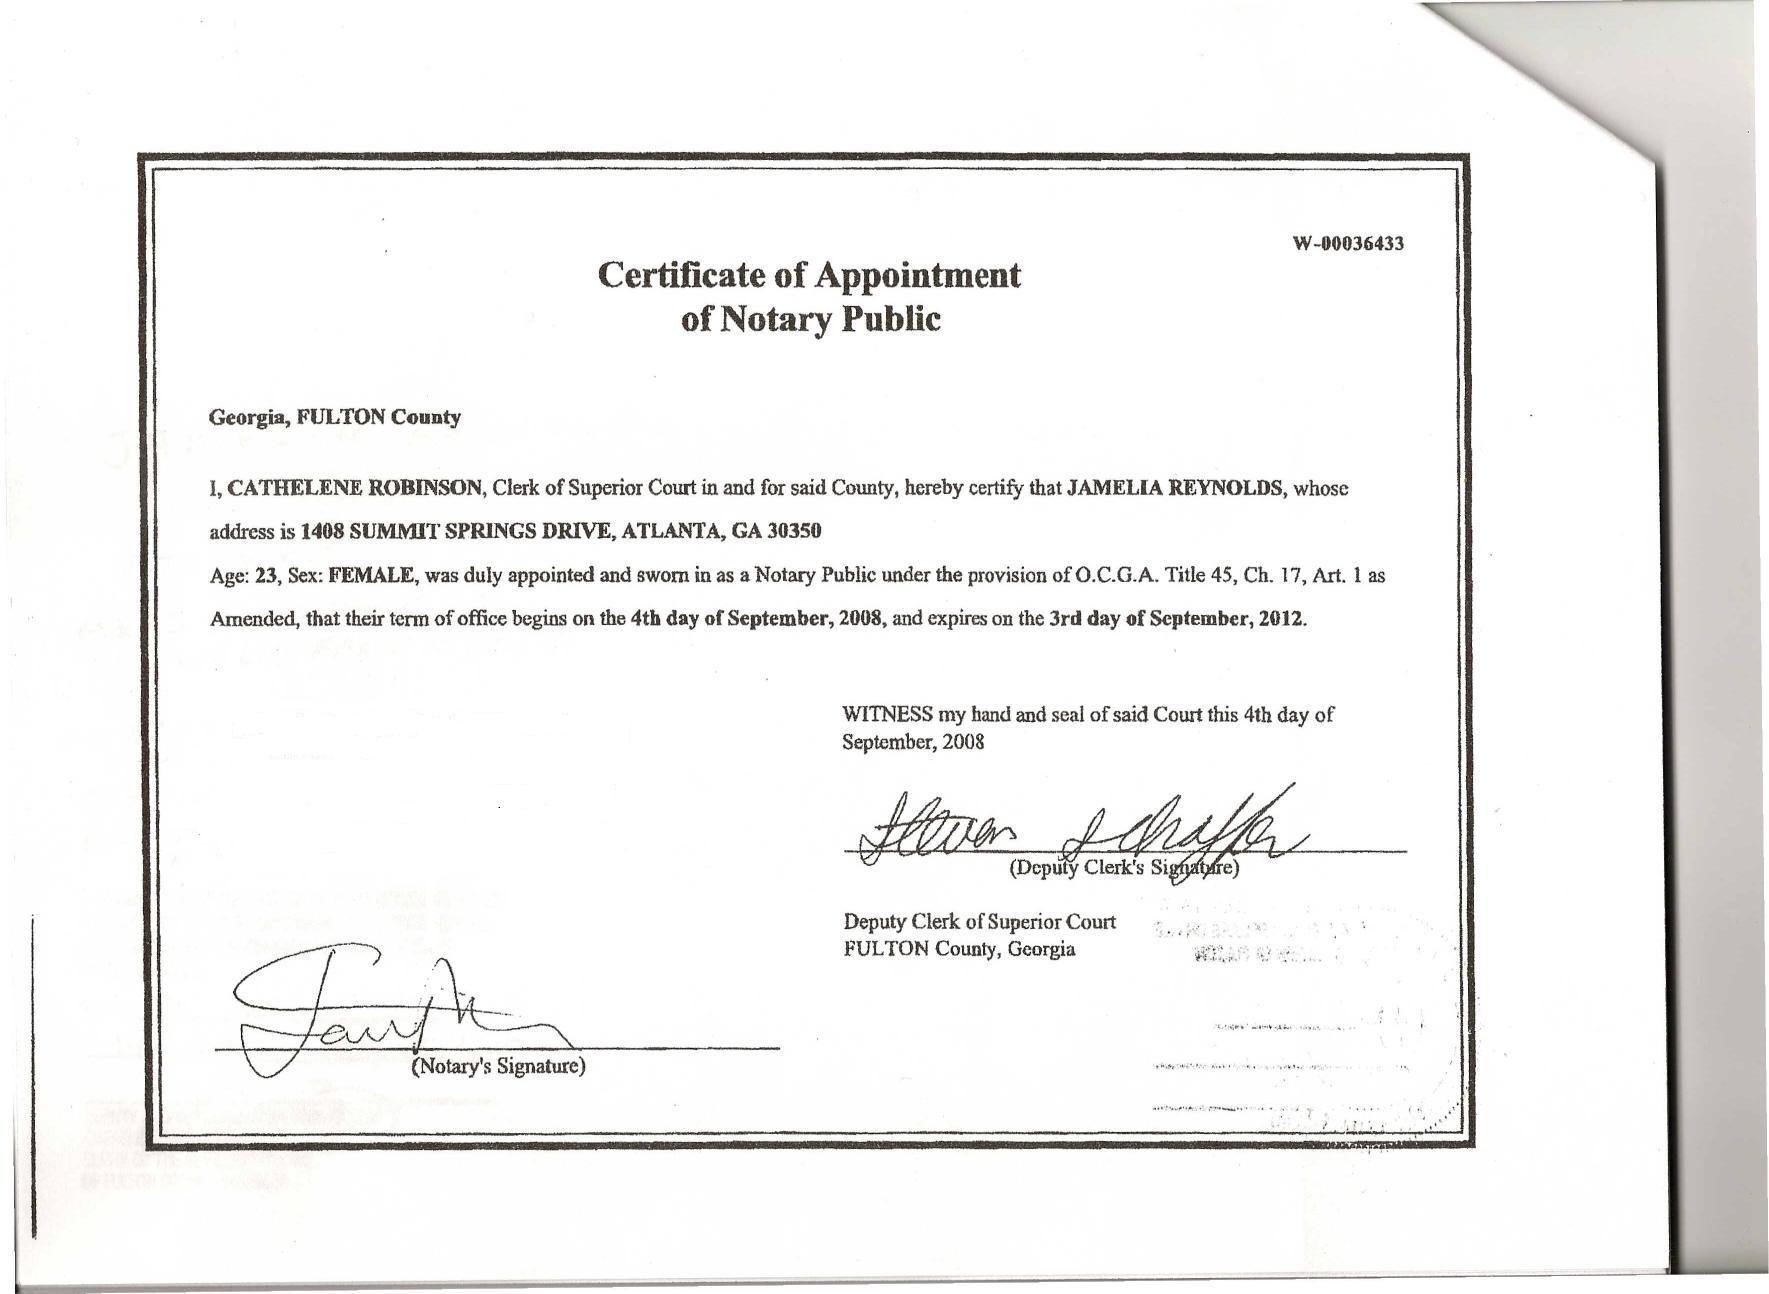 W-00036433
Certificate of Appointment
of Notary Public
Georgia, FULTON County
I, CATHELENE ROBINSON, Clerk of Superior Court in and for said County, hereby certify that JAMELIA REYNOLDS, whose
address is 1408 SUMMIT SPRINGS DRIVE, ATLANTA, GA 30350
Age: 23, Sex: FEMALE, was duly appointed and sworn in as a Notary Public under the provision of O.C.G.A. Title 45, Ch. 17, Art. 1 as
Amended, that their term of office begins on the 4th day of September, 2008, and expires on the 3rd day of September, 2012.
WITNESS my hand and seal of said Court this 4th day of
September, 2008
Steven Schaffer
(Deputy Clerk's Signature)
Deputy Clerk of Superior Court
FULTON County, Georgia
(Notary's Signature)